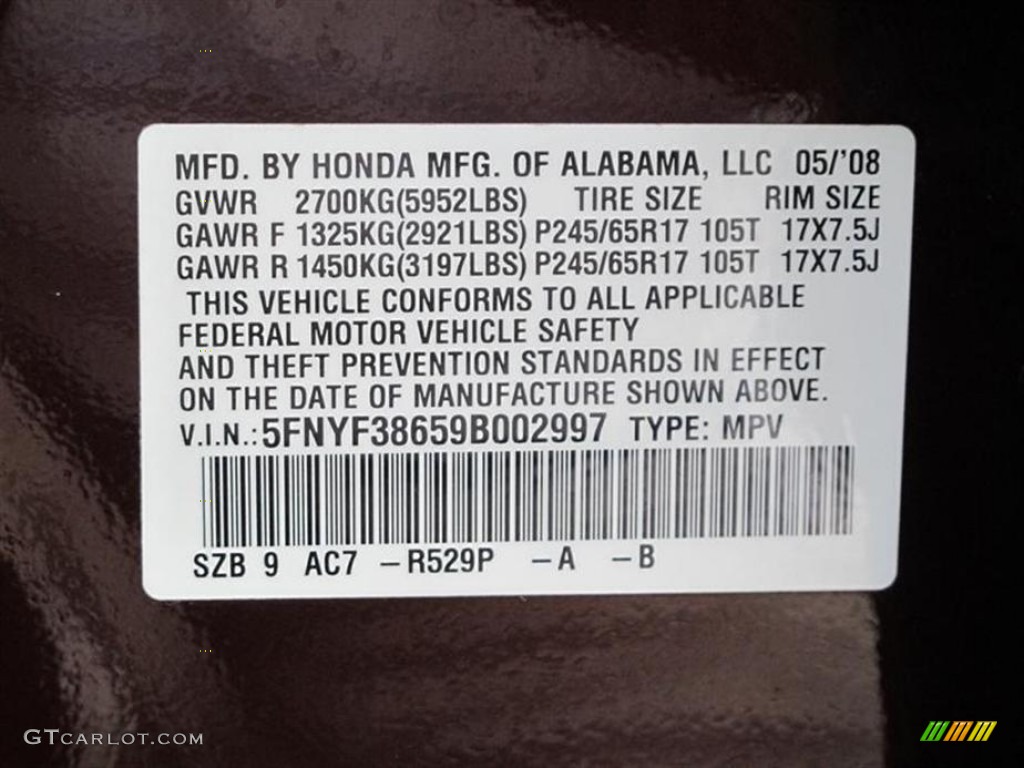 MFD. BY HONDA MFG. OF ALABAMA, LLC 05/'08
GVWR 2700KG(5952LBS) TIRE SIZE RIM SIZE
GAWR F 1325KG(2921LBS) P245/65R17 105T 17X7.5J
GAWR R 1450KG(3197LBS) P245/65R17 105T 17X7.5J
THIS VEHICLE CONFORMS TO ALL APPLICABLE
FEDERAL MOTOR VEHICLE SAFETY
AND THEFT PREVENTION STANDARDS IN EFFECT
ON THE DATE OF MANUFACTURE SHOWN ABOVE.
V.I.N.: 5FNYF38659B002997 TYPE: MPV
SZB 9 AC7 –R529P –A –B
GTCARLOT.COM